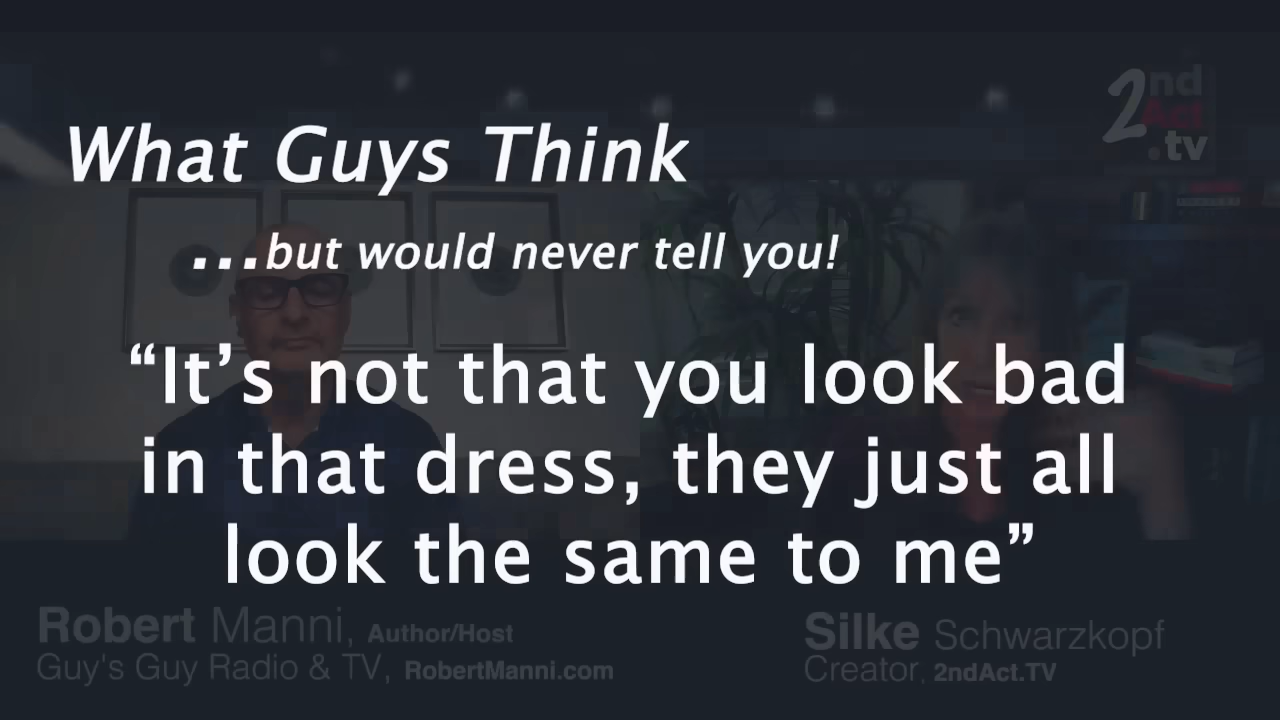 2nd
Act
.tv
What Guys Think
...but would never tell you!
“It’s not that you look bad
in that dress, they just all
look the same to me”
Robert Manni, Author/Host
Guy's Guy Radio & TV, RobertManni.com
Silke Schwarzkopf
Creator, 2ndAct.TV